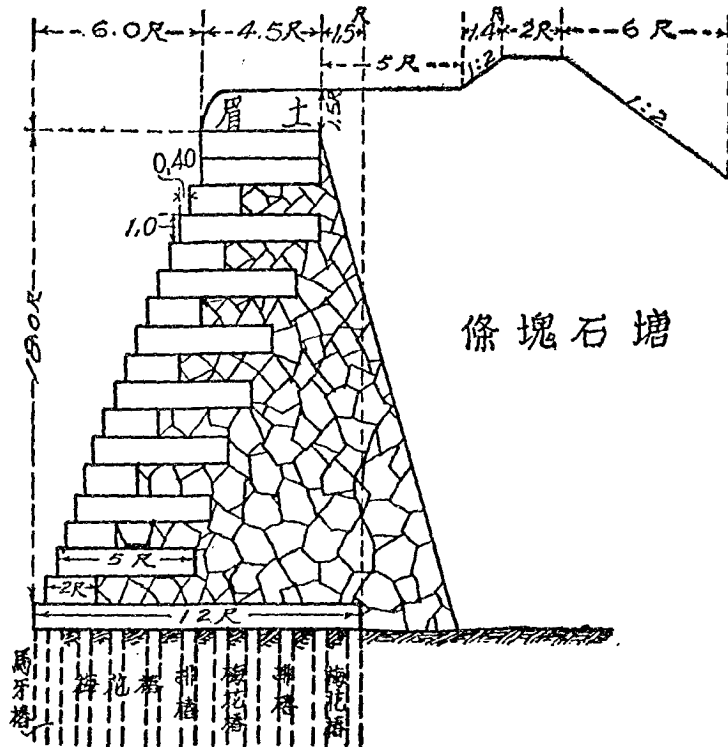 6.0尺
4.5尺
1.5尺
1.4尺
2尺
6尺
5尺
1:2
1:2
眉土
1.5尺
0.40
1.0
18.0尺
條塊石塘
5尺
2尺
12尺
馬牙樁
梅花樁
排樁
梅花樁
排樁
梅花樁